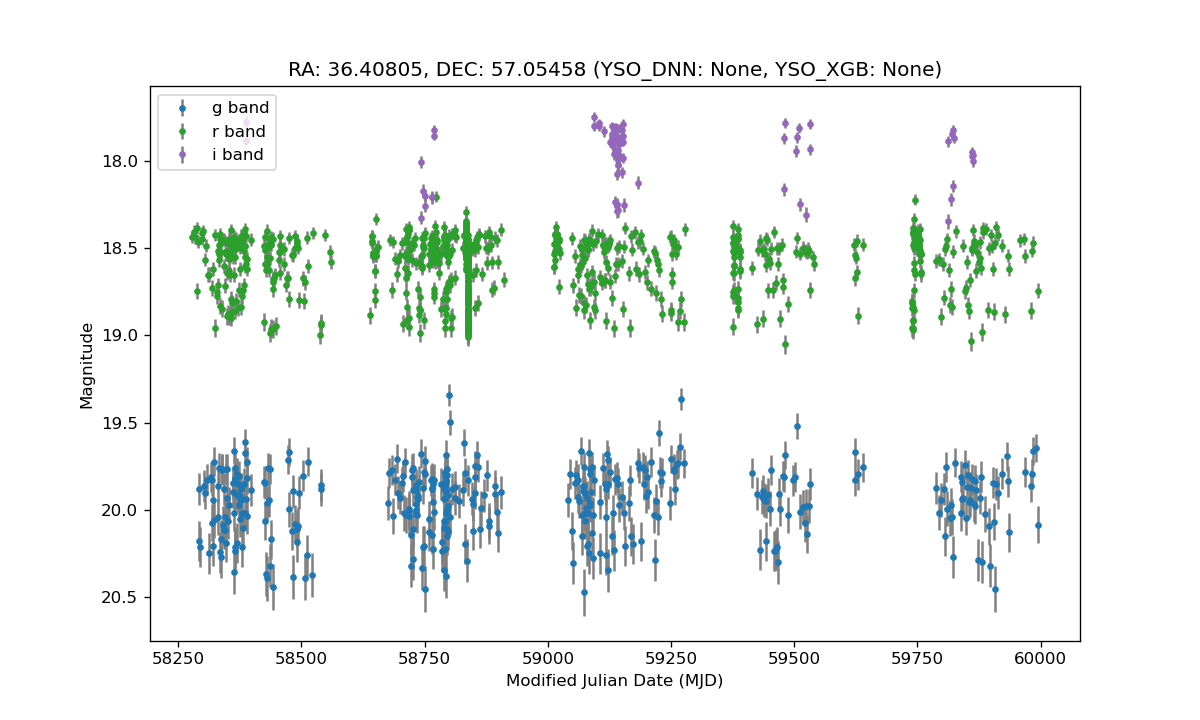 RA: 36.40805, DEC: 57.05458 (YSO_DNN: None, YSO_XGB: None)
g band
r band
i band
18.0
18.5
19.0
19.5
20.0
20.5
Magnitude
58250 58500 58750 59000 59250 59500 59750 60000
Modified Julian Date (MJD)